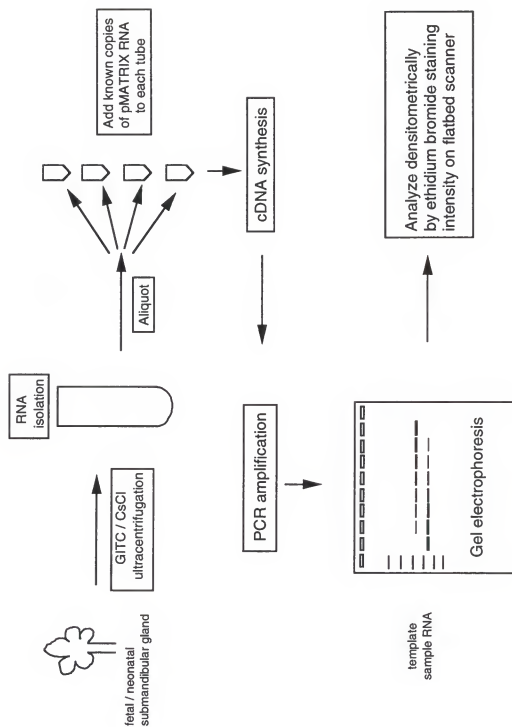 fetal / neonatal
submandibular gland
GITC / CsCl
ultracentrifugation
RNA
isolation
Aliquot
Add known copies
of pMATRIX RNA
to each tube
cDNA synthesis
PCR amplification
template
sample RNA
Gel electrophoresis
Analyze densitometrically
by ethidium bromide staining
intensity on flatbed scanner